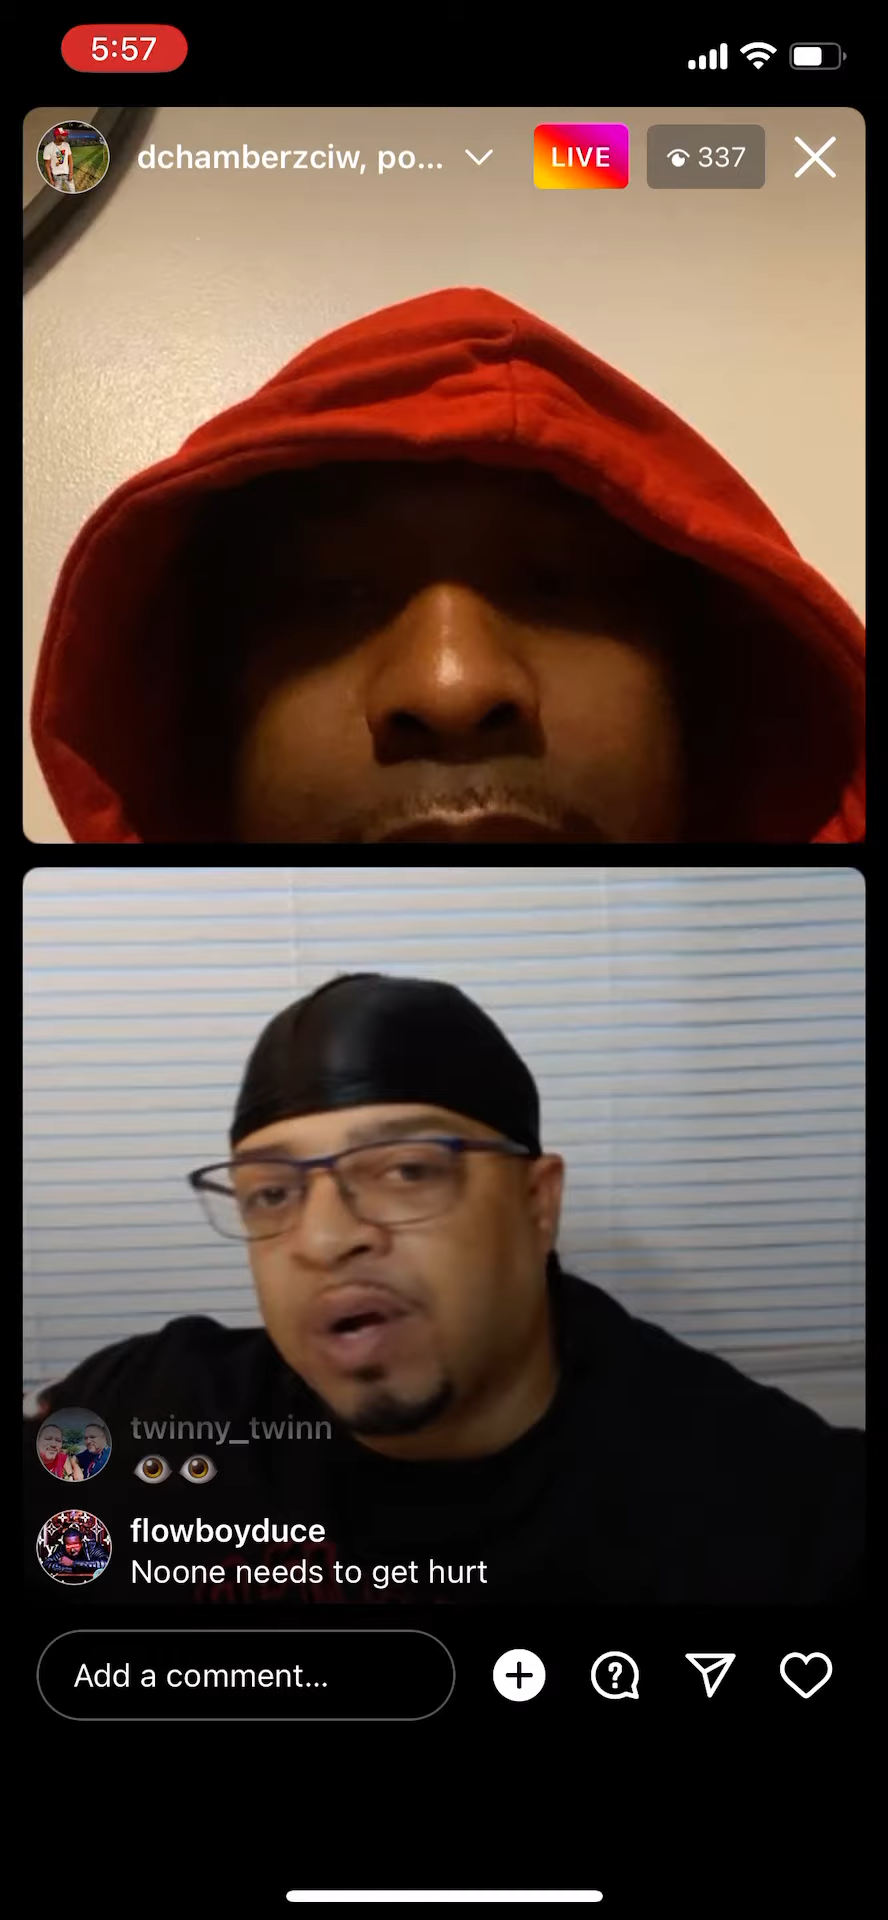 5:57
dchamberzciw, po...
LIVE
337
twinny_twinn
👁️👁️
flowboyduce
Noone needs to get hurt
Add a comment...